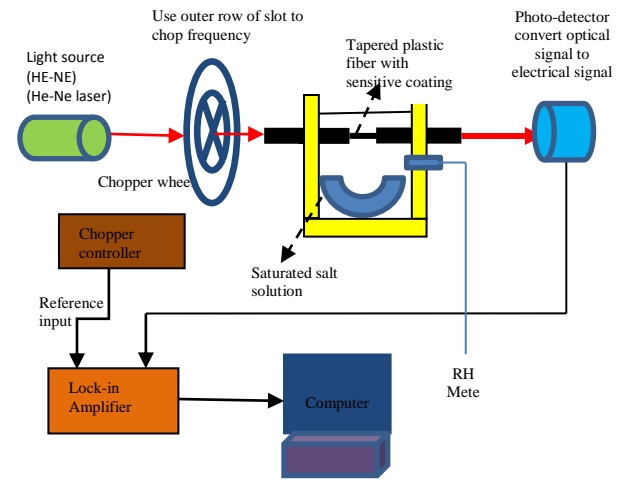 Use outer row of slot to
chop frequency
Light source
(HE-NE)
(He-Ne laser)
Tapered plastic
fiber with
sensitive coating
Photo-detector
convert optical
signal to
electrical signal
Chopper whee
Chopper
controller
Saturated salt
solution
Reference
input
RH
Mete
Lock-in
Amplifier
Computer